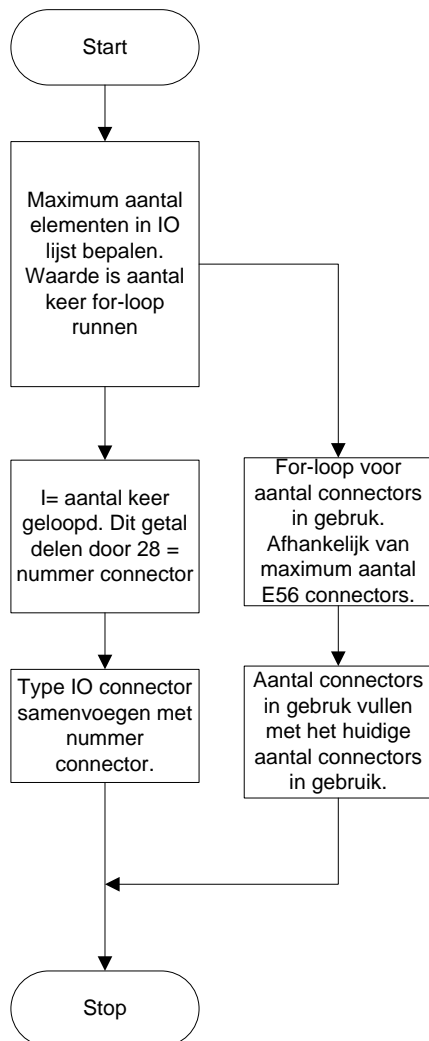 Start
Maximum aantal
elementen in IO
lijst bepalen.
Waarde is aantal
keer for-loop
runnen
I= aantal keer
geloopd. Dit getal
delen door 28 =
nummer connector
For-loop voor
aantal connectors
in gebruk.
Afhankelijk van
maximum aantal
E56 connectors.
Type IO connector
samenvoegen met
nummer
connector.
Aantal connectors
in gebruk vullen
met het huidige
aantal connectors
in gebruik.
Stop